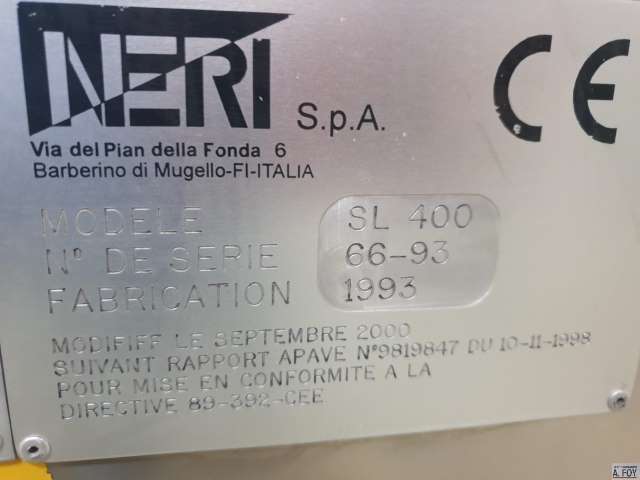 NERI S.p.A.
CE
Via del Pian della Fonda 6
Barberino di Mugello-FI-ITALIA
MODELE SL 400
N° DE SERIE 66-93
FABRICATION 1993
MODIFIFF LE SEPTEMBRE 2000
SUIVANT RAPPORT APAVE N°9819847 DU 10-11-1998
POUR MISE EN CONFORMITE A LA
DIRECTIVE 89-392-CEE
A. FOY